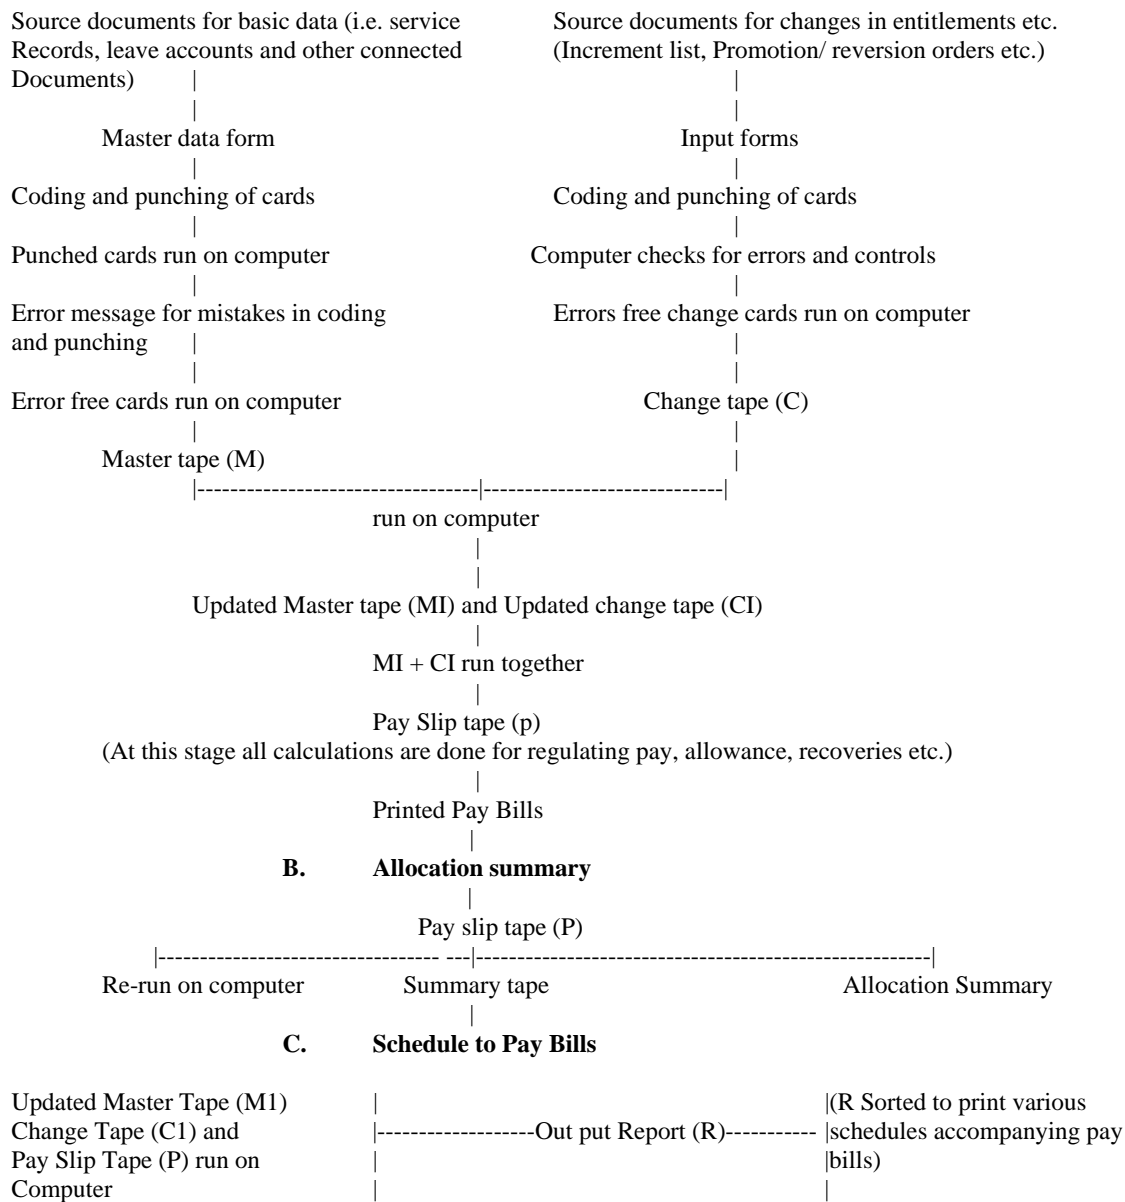 Source documents for basic data (i.e. service Source documents for changes in entitlements etc.
Records, leave accounts and other connected (Increment list, Promotion/ reversion orders etc.)
Documents)
Master data form Input forms
Coding and punching of cards Coding and punching of cards
Punched cards run on computer Computer checks for errors and controls
Error message for mistakes in coding Errors free change cards run on computer
and punching
Error free cards run on computer Change tape (C)
Master tape (M)
run on computer
Updated Master tape (MI) and Updated change tape (CI)
MI + CI run together
Pay Slip tape (p)
(At this stage all calculations are done for regulating pay, allowance, recoveries etc.)
Printed Pay Bills
B. Allocation summary
Pay slip tape (P)
Re-run on computer Summary tape Allocation Summary
C. Schedule to Pay Bills
Updated Master Tape (M1) (R Sorted to print various
Change Tape (C1) and Out put Report (R) schedules accompanying pay
Pay Slip Tape (P) run on bills)
Computer